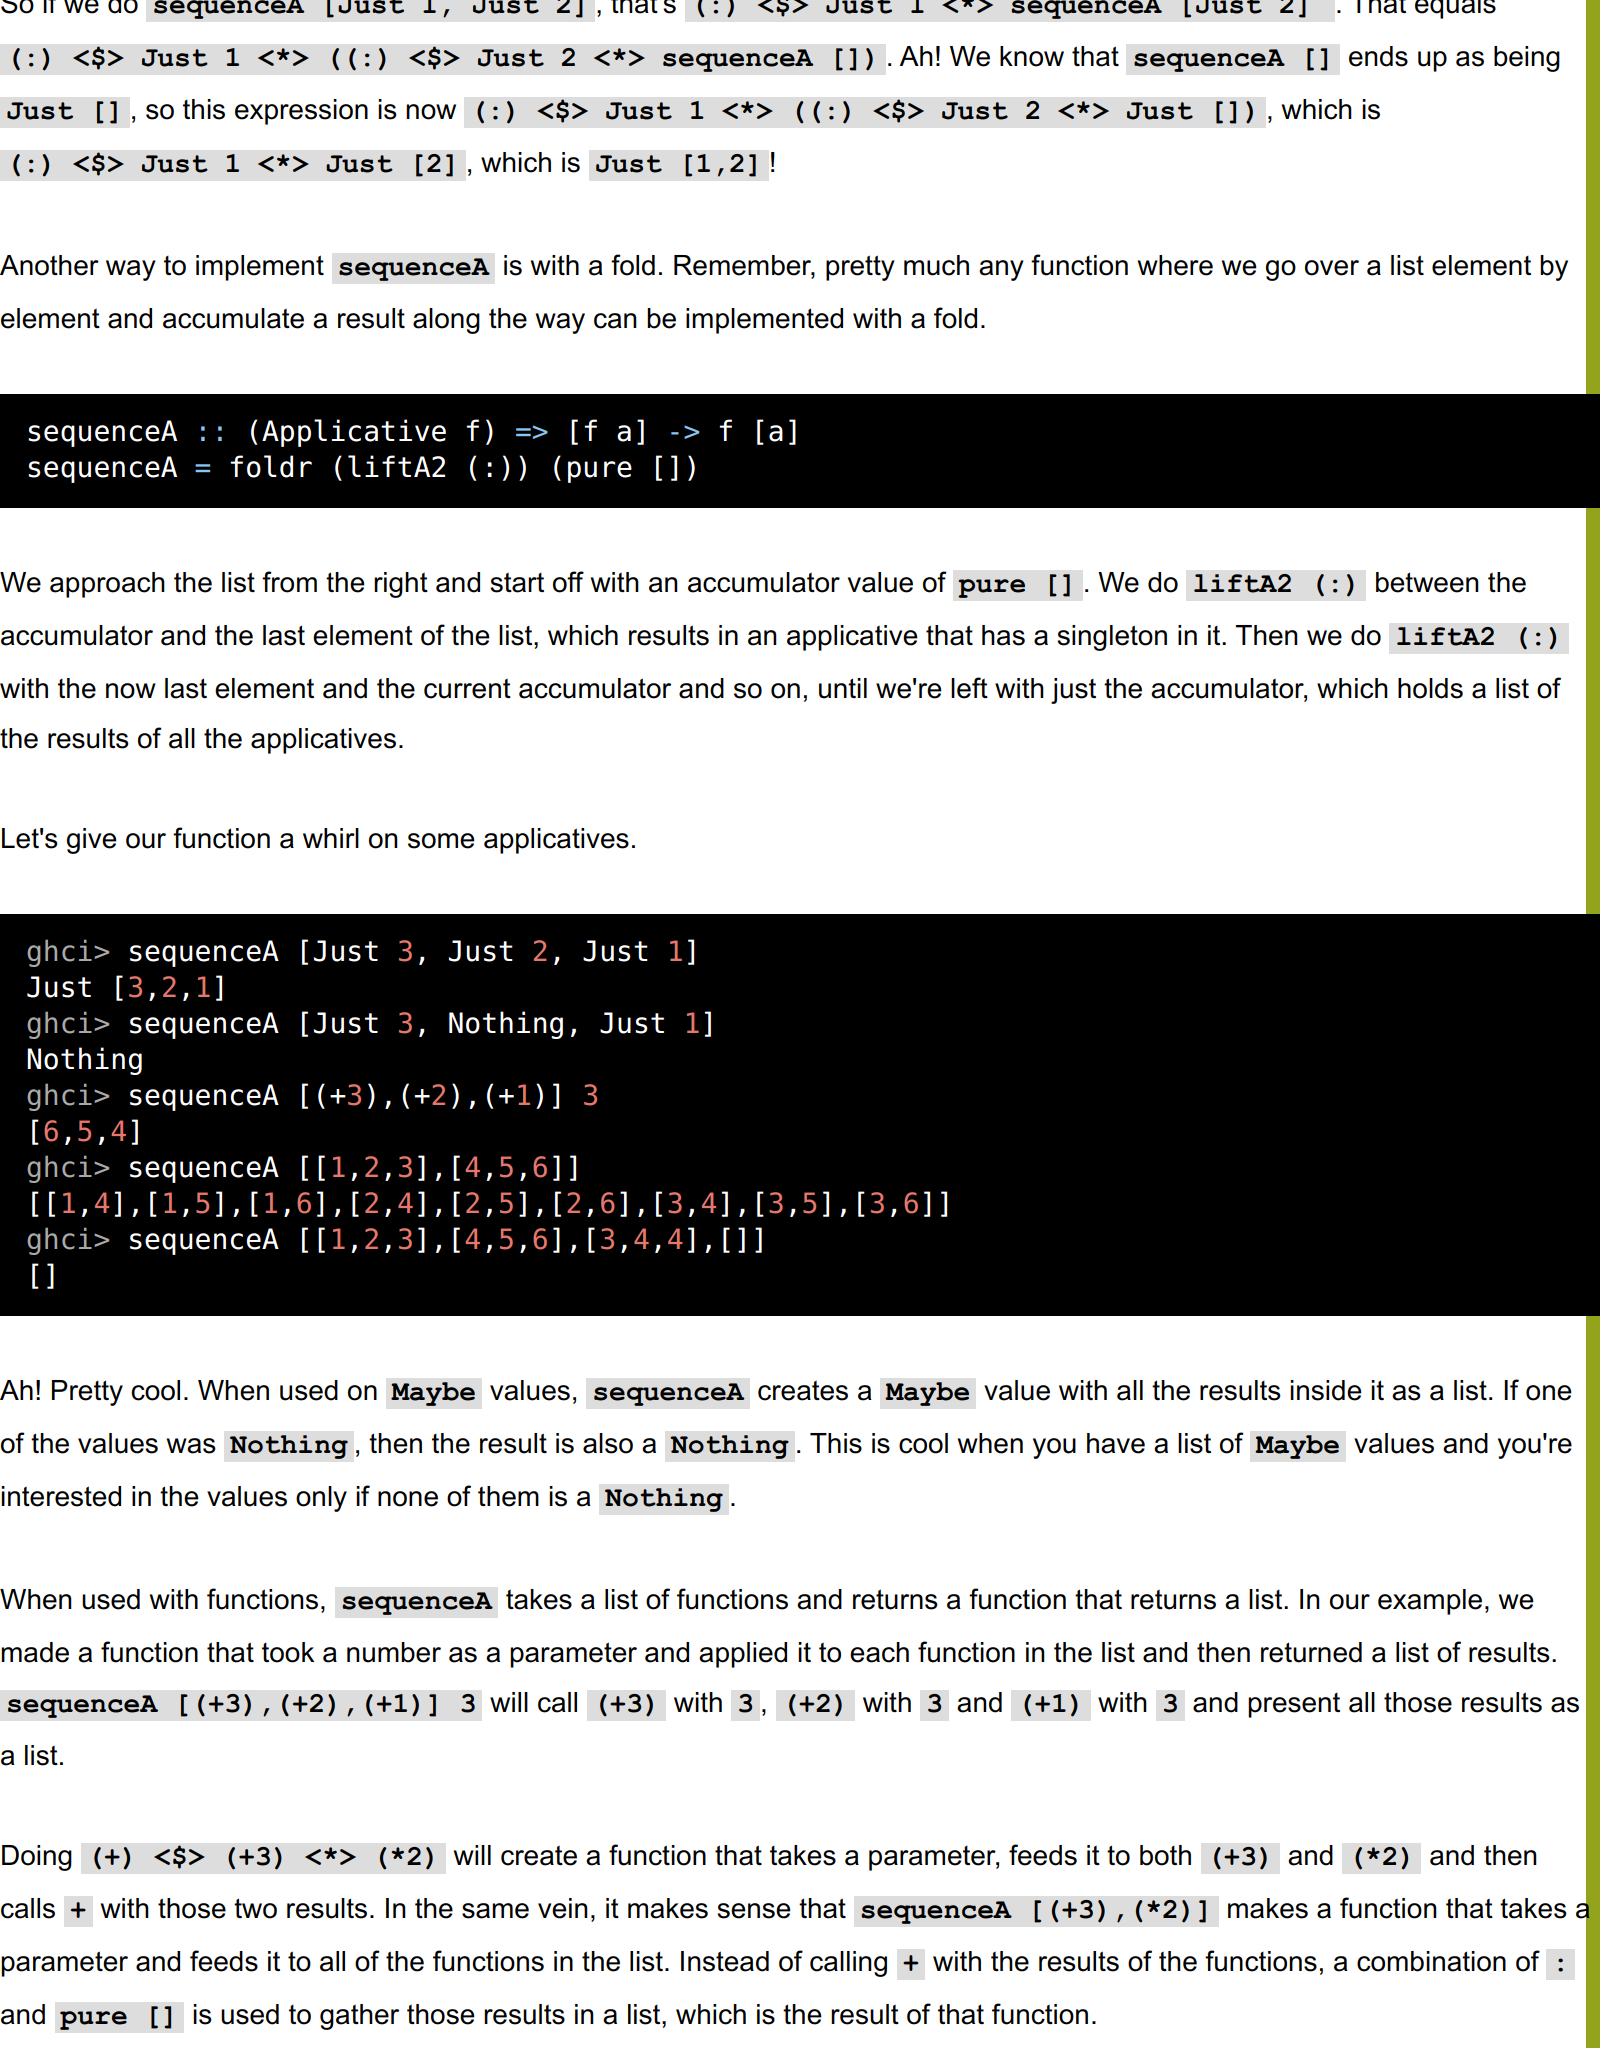 So if we do sequenceA [Just 1, Just 2], that's (:) <$> Just 1 <*> sequenceA [Just 2] . That equals
(:) <$> Just 1 <*> ((:) <$> Just 2 <*> sequenceA []). Ah! We know that sequenceA [] ends up as being
Just [], so this expression is now (:) <$> Just 1 <*> ((:) <$> Just 2 <*> Just []), which is
(:) <$> Just 1 <*> Just [2], which is Just [1,2]!
Another way to implement sequenceA is with a fold. Remember, pretty much any function where we go over a list element by
element and accumulate a result along the way can be implemented with a fold.
sequenceA :: (Applicative f) => [f a] -> f [a]
sequenceA = foldr (liftA2 (:)) (pure [])
We approach the list from the right and start off with an accumulator value of pure []. We do liftA2 (:) between the
accumulator and the last element of the list, which results in an applicative that has a singleton in it. Then we do liftA2 (:)
with the now last element and the current accumulator and so on, until we're left with just the accumulator, which holds a list of
the results of all the applicatives.
Let's give our function a whirl on some applicatives.
ghci> sequenceA [Just 3, Just 2, Just 1]
Just [3,2,1]
ghci> sequenceA [Just 3, Nothing, Just 1]
Nothing
ghci> sequenceA [(+3),(+2),(+1)] 3
[6,5,4]
ghci> sequenceA [[1,2,3],[4,5,6]]
[[1,4],[1,5],[1,6],[2,4],[2,5],[2,6],[3,4],[3,5],[3,6]]
ghci> sequenceA [[1,2,3],[4,5,6],[3,4,4],[]]
[]
Ah! Pretty cool. When used on Maybe values, sequenceA creates a Maybe value with all the results inside it as a list. If one
of the values was Nothing, then the result is also a Nothing. This is cool when you have a list of Maybe values and you're
interested in the values only if none of them is a Nothing.
When used with functions, sequenceA takes a list of functions and returns a function that returns a list. In our example, we
made a function that took a number as a parameter and applied it to each function in the list and then returned a list of results.
sequenceA [(+3),(+2),(+1)] 3 will call (+3) with 3, (+2) with 3 and (+1) with 3 and present all those results as
a list.
Doing (+) <$> (+3) <*> (*2) will create a function that takes a parameter, feeds it to both (+3) and (*2) and then
calls + with those two results. In the same vein, it makes sense that sequenceA [(+3),(*2)] makes a function that takes a
parameter and feeds it to all of the functions in the list. Instead of calling + with the results of the functions, a combination of :
and pure [] is used to gather those results in a list, which is the result of that function.